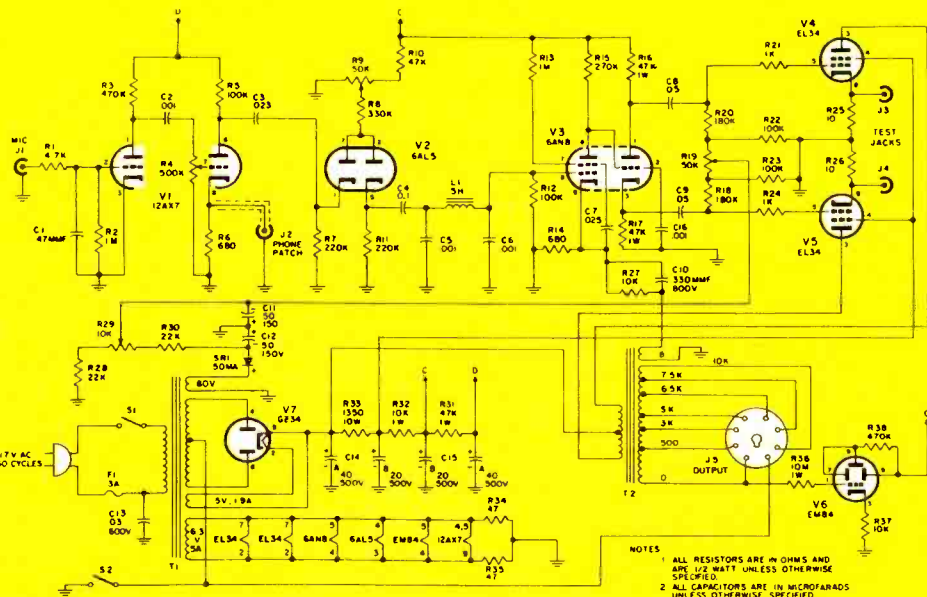 D
C
R3
470K
C2
.001
R5
100K
C3
.023
R9
50K
R10
47K
R8
330K
V2
6AL5
R13
1M
R15
270K
R16
47K
1W
C8
.05
R21
1K
V4
EL34
J3
TEST
JACKS
J4
R25
10
R26
10
R20
180K
R22
100K
R19
50K
R23
100K
R18
180K
R24
1K
V5
EL34
MIC
J1
R1
4.7K
V1
12AX7
R4
500K
C1
47MMF
R2
1M
R6
680
J2
PHONE
PATCH
R7
220K
R11
220K
C4
0.1
L1
5H
C5
.001
C6
.001
V3
6AN8
R12
100K
R14
680
C7
.025
R17
47K
1W
C9
.05
C16
.001
R27
10K
C10
330MMF
800V
R29
10K
R30
22K
R28
22K
C11
50
150
C12
50
150V
SR1
50MA
80V
V7
GZ34
C
D
R33
1350
10W
R32
10K
1W
R31
47K
1W
C14
A
40
500V
B
20
500V
C15
B
20
500V
A
40
500V
S1
17V AC
60 CYCLES
F1
3A
C13
.03
600V
T1
5V, 1.9A
6.3
V
5A
EL34
EL34
6AN8
6AL5
EM84
12AX7
R34
47
R35
47
S2
T2
8
10K
7.5K
6.5K
5K
3K
500
0
J5
OUTPUT
R36
10M
1W
R38
470K
V6
EM84
R37
10K
NOTES
1 ALL RESISTORS ARE IN OHMS AND
ARE 1/2 WATT UNLESS OTHERWISE
SPECIFIED.
2 ALL CAPACITORS ARE IN MICROFARADS
UNLESS OTHERWISE SPECIFIED